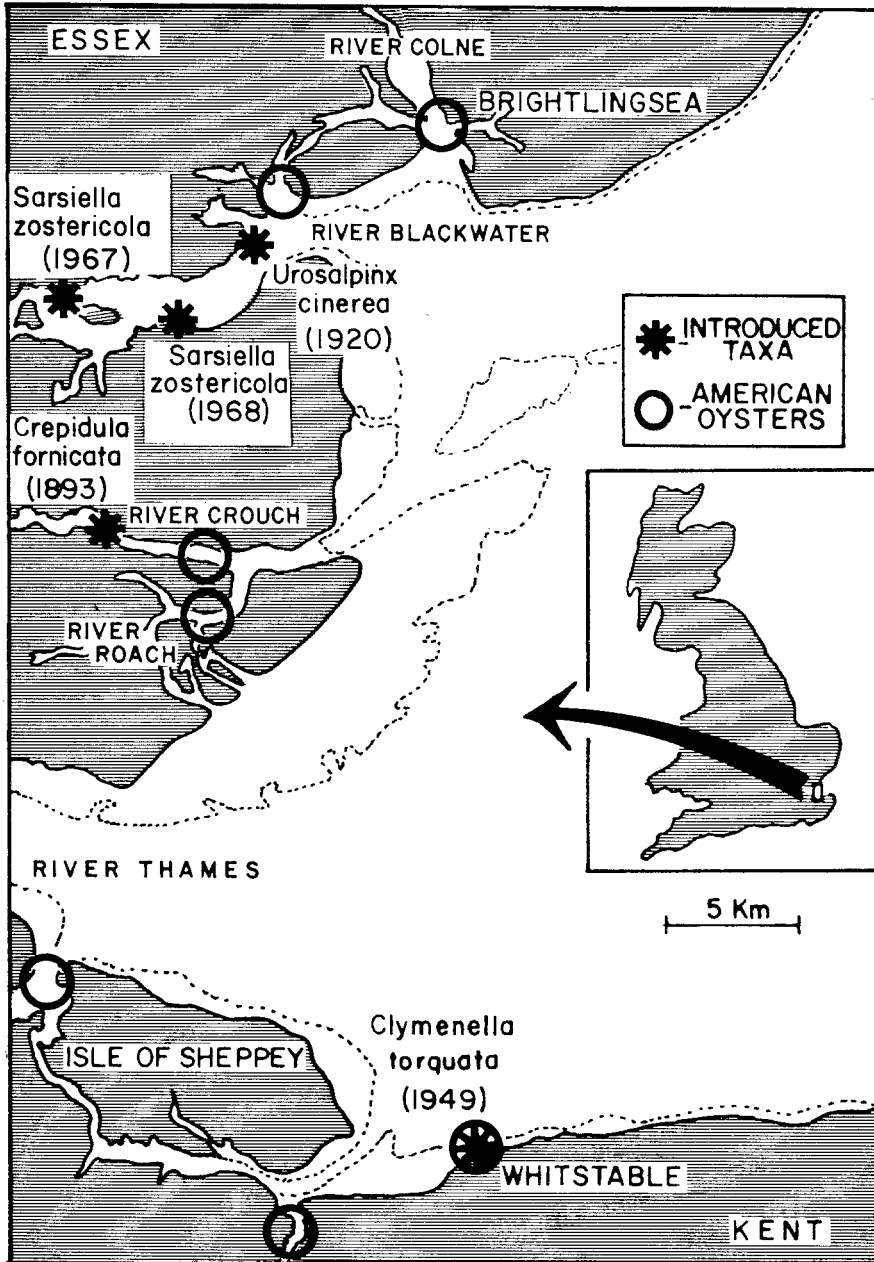 ESSEX
RIVER COLNE
BRIGHTLINGSEA
Sarsiella
zostericola
(1967)
RIVER BLACKWATER
Urosalpinx
cinerea
(1920)
Sarsiella
zostericola
(1968)
-INTRODUCED
TAXA
-AMERICAN
OYSTERS
Crepidula
fornicata
(1893)
RIVER CROUCH
RIVER
ROACH
RIVER THAMES
5 Km
ISLE OF SHEPPEY
Clymenella
torquata
(1949)
WHITSTABLE
KENT